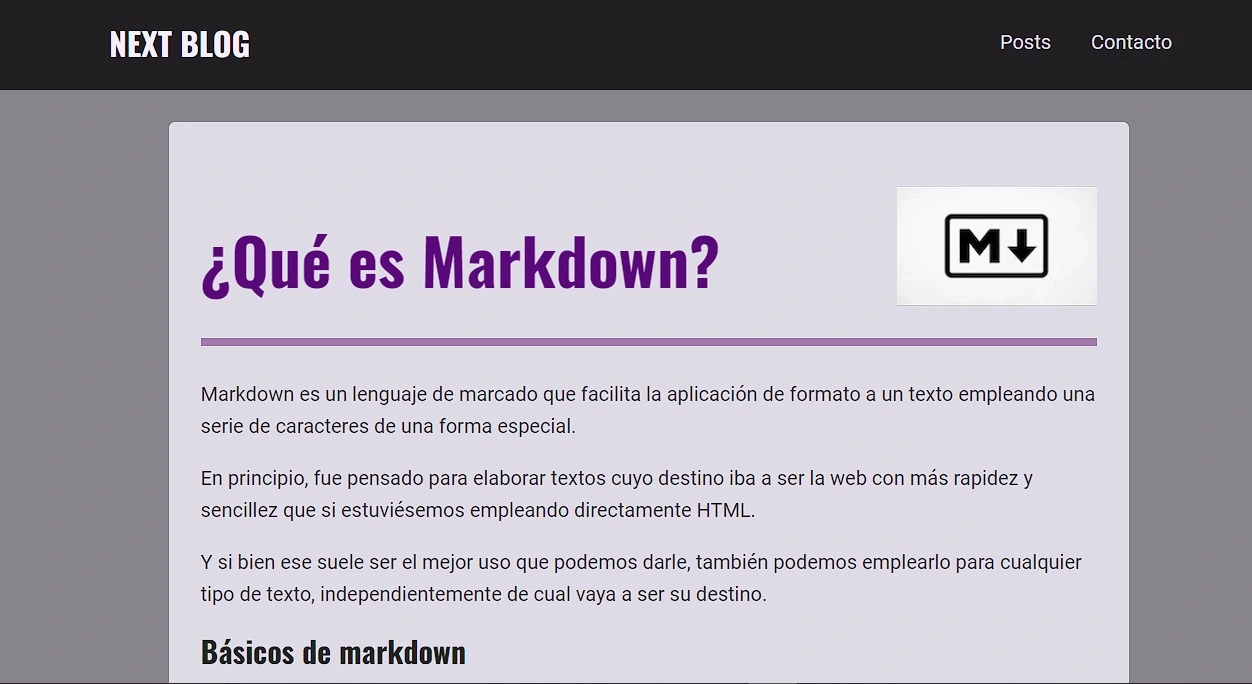 NEXT BLOG
Posts
Contacto
¿Qué es Markdown?
M
Markdown es un lenguaje de marcado que facilita la aplicación de formato a un texto empleando una
serie de caracteres de una forma especial.
En principio, fue pensado para elaborar textos cuyo destino iba a ser la web con más rapidez y
sencillez que si estuviésemos empleando directamente HTML.
Y si bien ese suele ser el mejor uso que podemos darle, también podemos emplearlo para cualquier
tipo de texto, independientemente de cual vaya a ser su destino.
Básicos de markdown